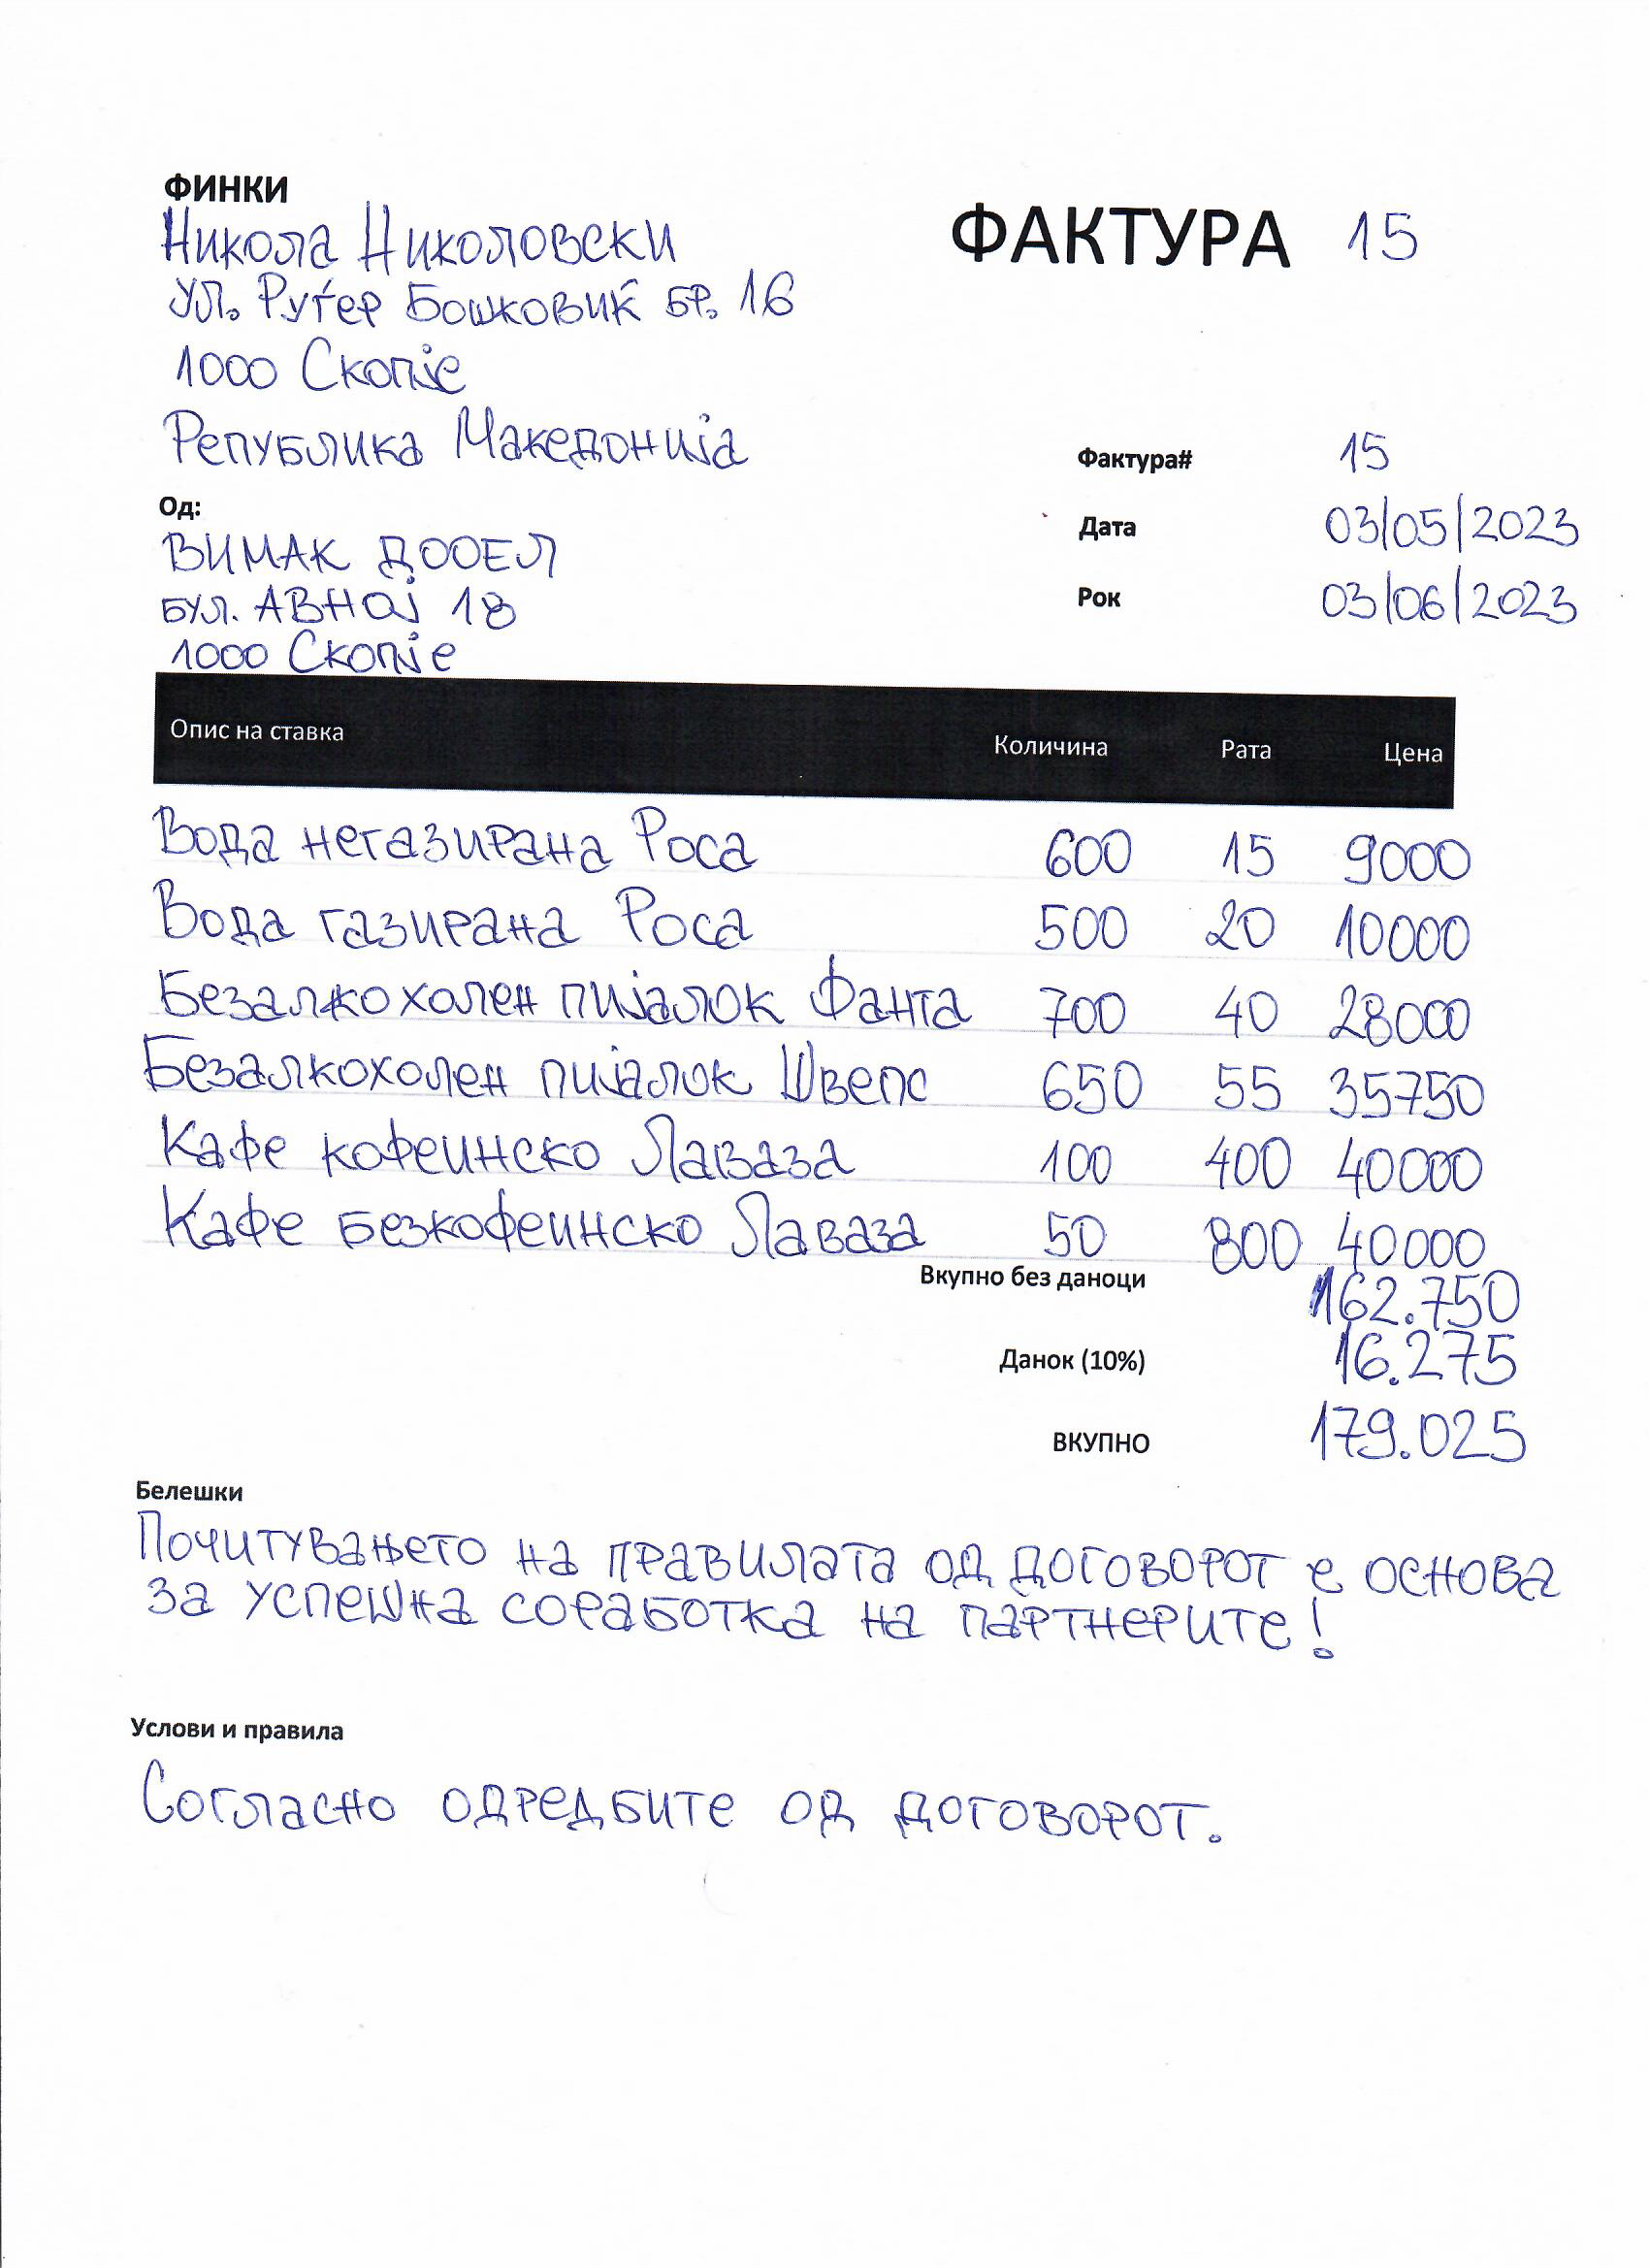 ФИНКИ
Никола Николовски
ФАКТУРА 15
ул. Руѓер Бошковиќ бр. 16
1000 Скопје
Република Македонија
Фактура# 15
Од:
Дата 03/05/2023
ВИМАК ДООЕЛ
бул. АВНОЈ 18
Рок 03/06/2023
1000 Скопје
Опис на ставка Количина Рата Цена
Вода негазирана Роса 600 15 9000
Вода газирана Роса 500 20 10000
Безалкохолен пијалок Фанта 700 40 28000
Безалкохолен пијалок Швепс 650 55 35750
Кафе кофеинско Лаваза 100 400 40000
Кафе безкофеинско Лаваза 50 800 40000
Вкупно без даноци 162.750
Данок (10%) 16.275
ВКУПНО 179.025
Белешки
Почитувањето на правилата од договорот е основа
за успешна соработка на партнерите!
Услови и правила
Согласно одредбите од договорот.